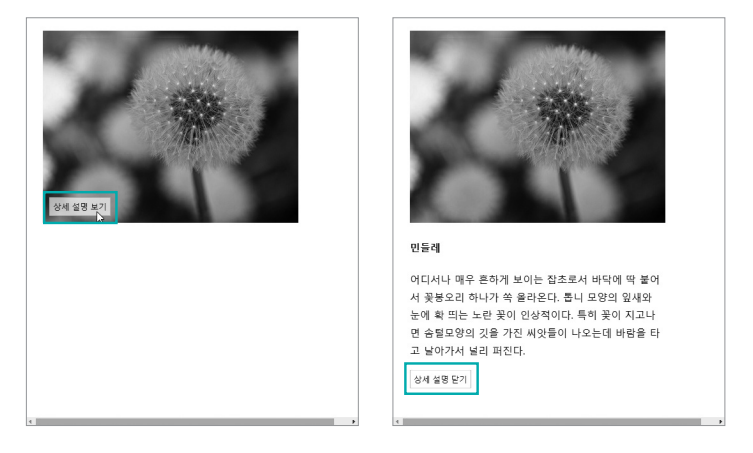 상세 설명 보기
민들레
어디서나 매우 흔하게 보이는 잡초로서 바닥에 딱 붙어
서 꽃봉오리 하나가 쑥 올라온다. 톱니 모양의 잎새와
눈에 확 띄는 노란 꽃이 인상적이다. 특히 꽃이 지고나
면 솜털모양의 깃을 가진 씨앗들이 나오는데 바람을 타
고 날아가서 널리 퍼진다.
상세 설명 닫기